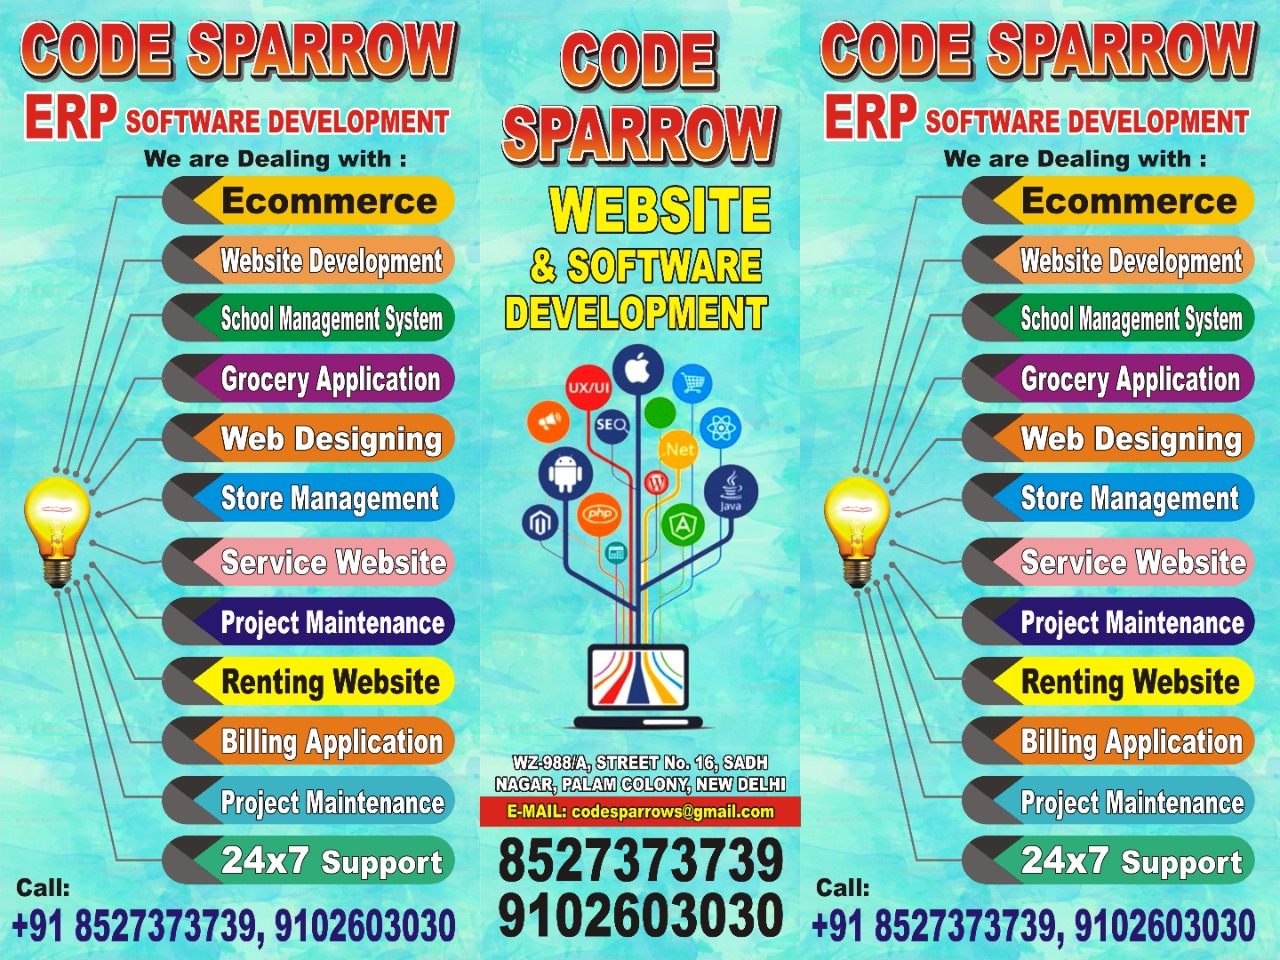 CODE SPARROW
ERP SOFTWARE DEVELOPMENT
We are Dealing with :
Ecommerce
Website Development
School Management System
Grocery Application
Web Designing
Store Management
Service Website
Project Maintenance
Renting Website
Billing Application
Project Maintenance
24x7 Support
Call:
+91 8527373739, 9102603030
CODE
SPARROW
WEBSITE
& SOFTWARE
DEVELOPMENT
UX/UI
SEO
.Net
Java
php
WZ-988/A, STREET No. 16, SADH
NAGAR, PALAM COLONY, NEW DELHI
E-MAIL: codesparrows@gmail.com
8527373739
9102603030
CODE SPARROW
ERP SOFTWARE DEVELOPMENT
We are Dealing with :
Ecommerce
Website Development
School Management System
Grocery Application
Web Designing
Store Management
Service Website
Project Maintenance
Renting Website
Billing Application
Project Maintenance
24x7 Support
Call:
+91 8527373739, 9102603030